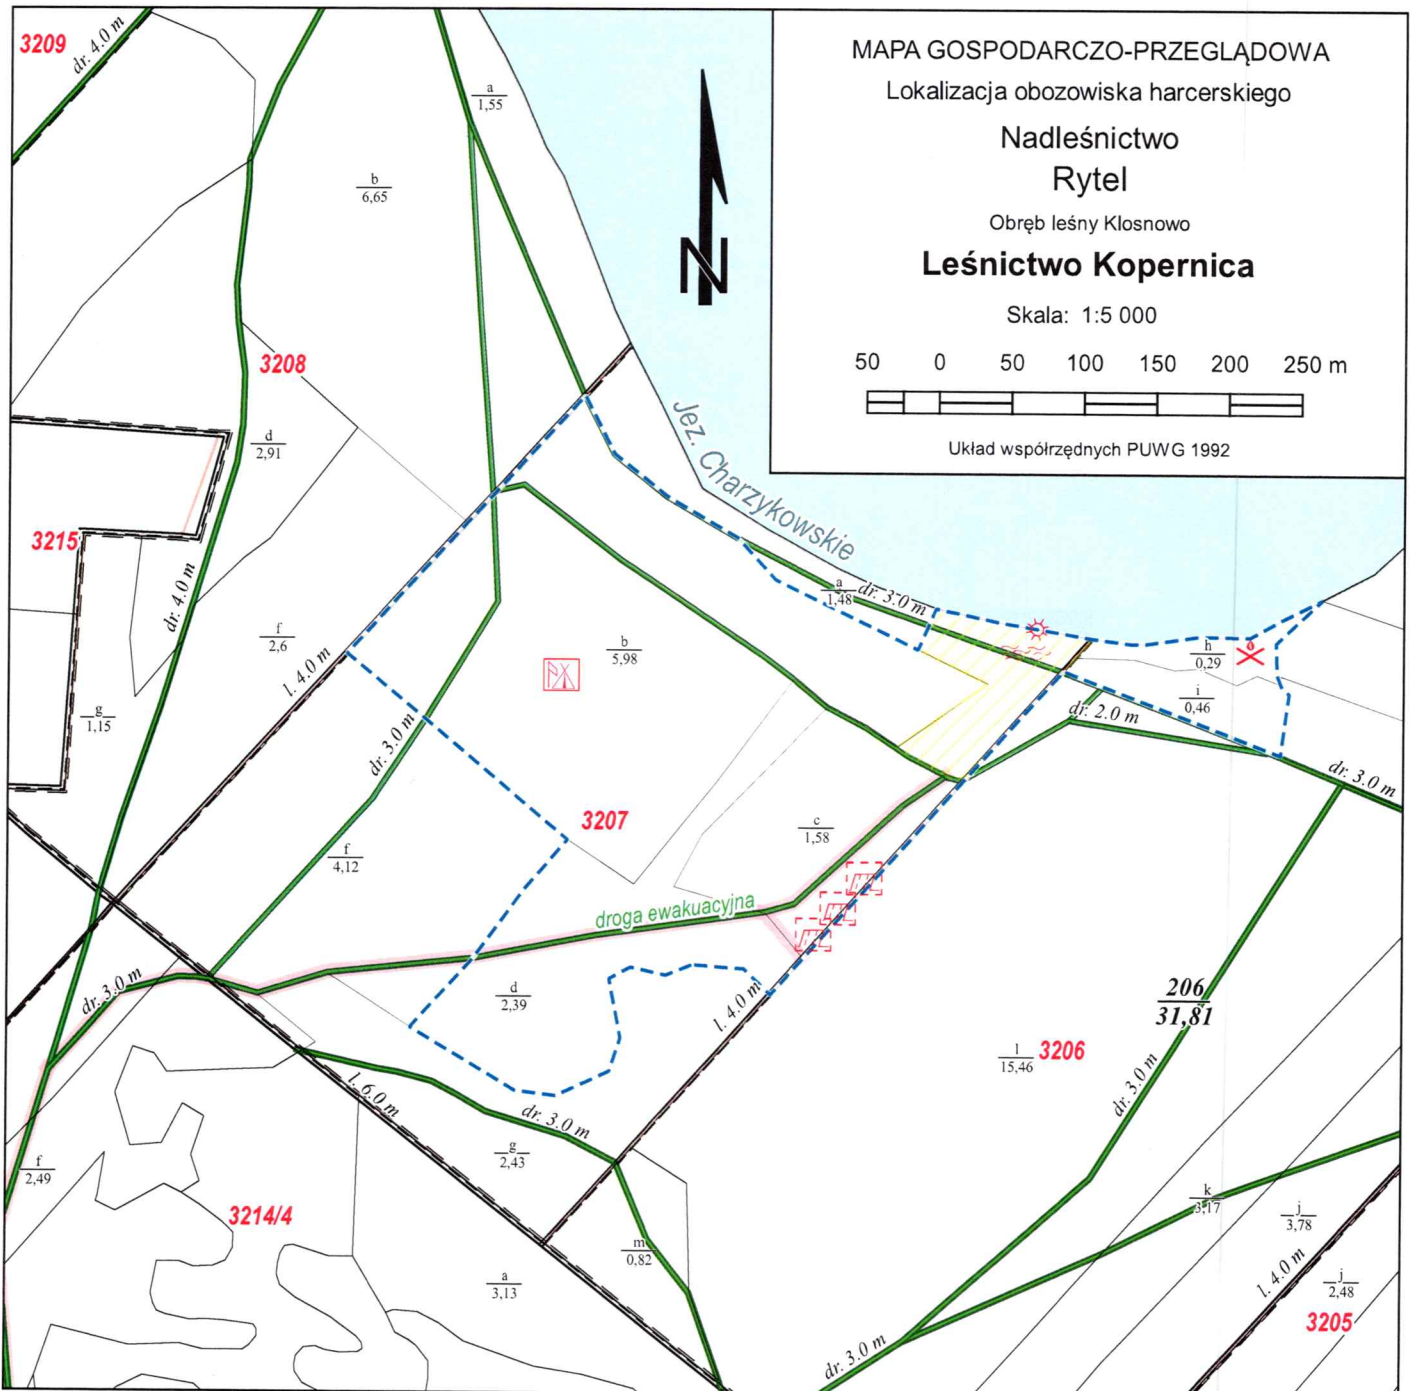 MAPA GOSPODARCZO-PRZEGLĄDOWA
Lokalizacja obozowiska harcerskiego
Nadleśnictwo
Rytel
Obręb leśny Klosnowo
Leśnictwo Kopernica
Skala: 1:5 000
50 0 50 100 150 200 250 m
Układ współrzędnych PUWG 1992
N
3209
dr. 4.0 m
a
1,55
b
6,65
3208
d
2,91
Jez. Charzykowskie
3215
dr. 4.0 m
f
2,6
l. 4.0 m
g
1,15
b
5,98
a
1,48
dr. 3.0 m
h
0,29
i
0,46
dr. 2.0 m
dr. 3.0 m
dr. 3.0 m
3207
c
1,58
f
4,12
droga ewakuacyjna
dr. 3.0 m
d
2,39
l. 4.0 m
206
31,81
l
15,46
3206
dr. 3.0 m
l. 6.0 m
dr. 3.0 m
g
2,43
f
2,49
3214/4
m
0,82
a
3,13
k
3,17
j
3,78
l. 4.0 m
j
2,48
3205
dr. 3.0 m